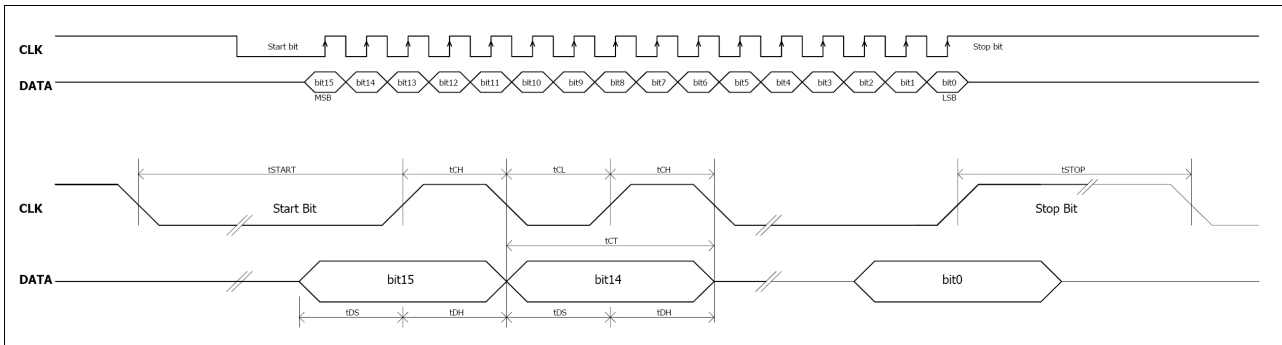 CLK Start bit Stop bit
DATA bit15 bit14 bit13 bit12 bit11 bit10 bit9 bit8 bit7 bit6 bit5 bit4 bit3 bit2 bit1 bit0
MSB LSB
tSTART tCH tCL tCH tSTOP
CLK Start Bit Stop Bit
tCT
DATA bit15 bit14 bit0
tDS tDH tDS tDH